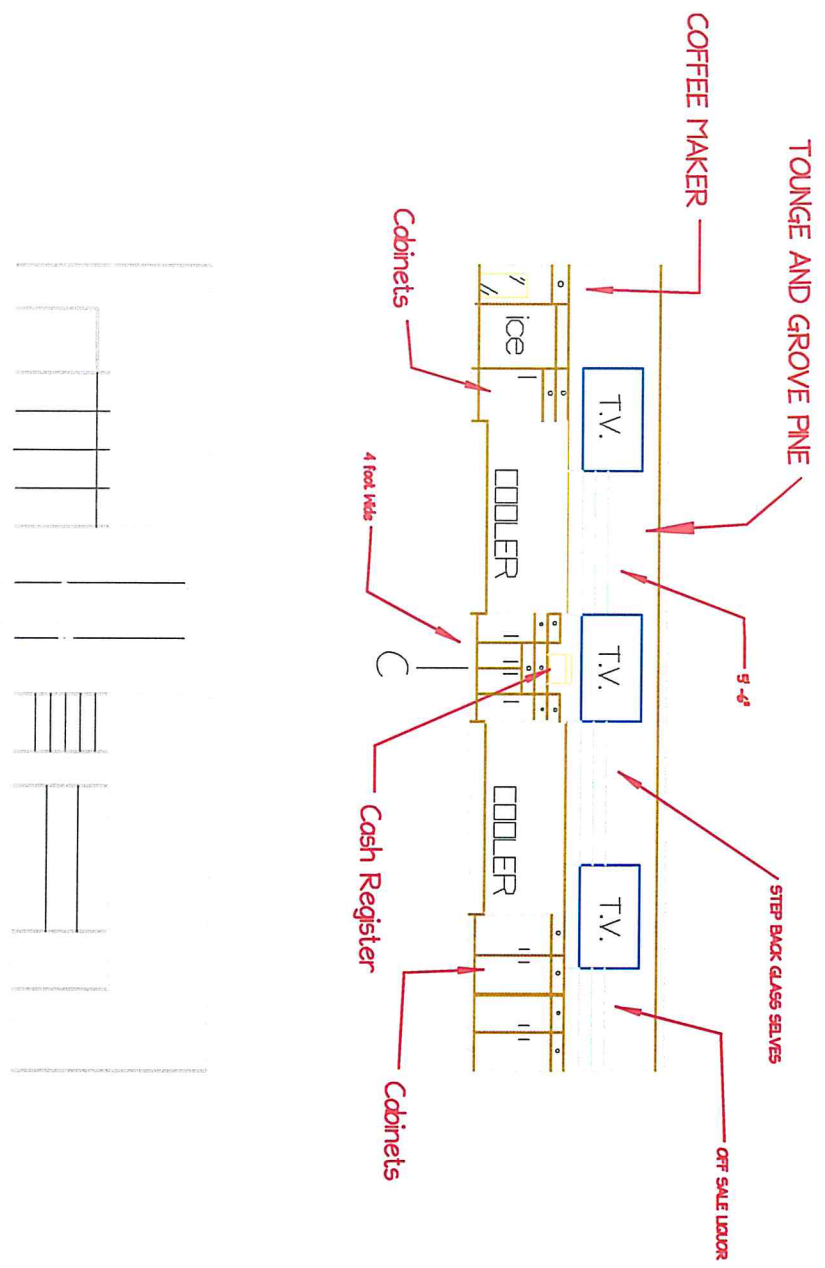 TOUNGE AND GROVE PINE
COFFEE MAKER
5'-6"
STEP BACK GLASS SELVES
OFF SALE LIQUOR
T.V.
T.V.
T.V.
ice
COOLER
COOLER
Cabinets
4 foot wide
C
Cash Register
Cabinets